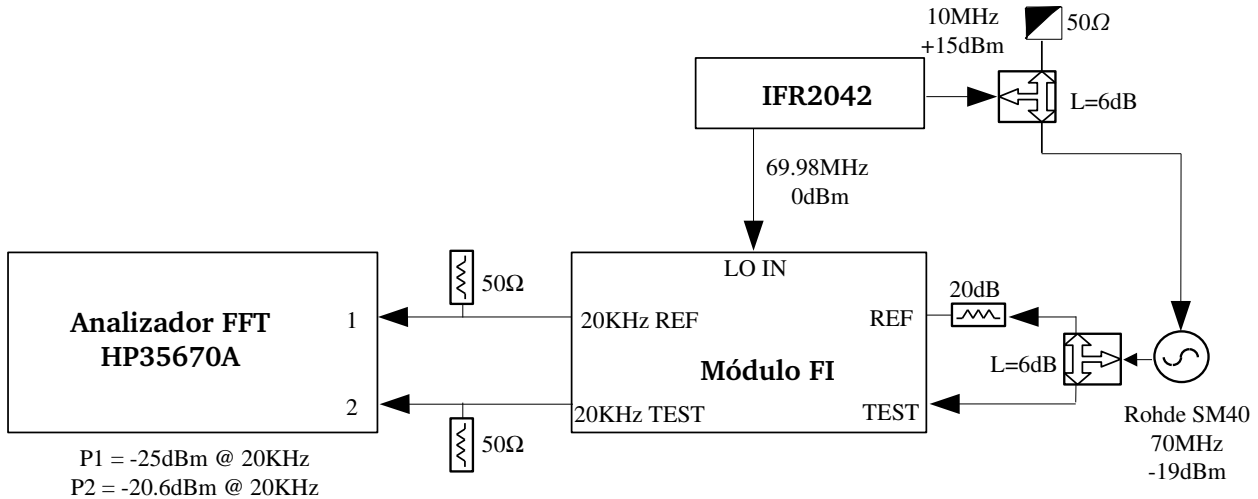 10MHz
+15dBm
50Ω
IFR2042
L=6dB
69.98MHz
0dBm
LO IN
50Ω
20dB
Analizador FFT
HP35670A
1
20KHz REF
REF
Módulo FI
L=6dB
2
20KHz TEST
TEST
50Ω
Rohde SM40
70MHz
-19dBm
P1 = -25dBm @ 20KHz
P2 = -20.6dBm @ 20KHz